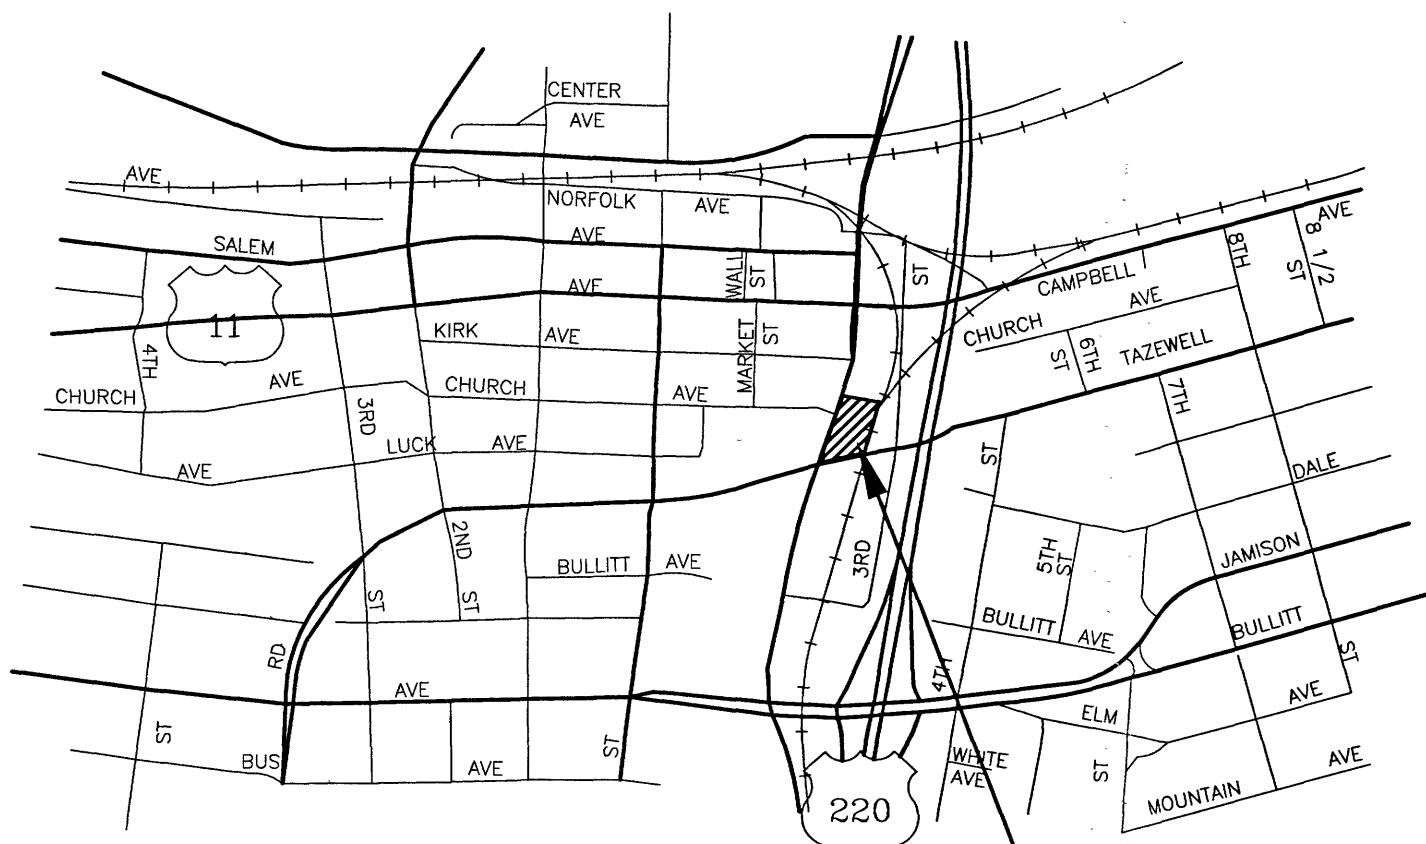 CENTER
AVE
AVE
NORFOLK AVE
AVE
8 1/2
ST
SALEM
AVE
8TH
WALL
ST
ST
CAMPBELL
AVE
AVE
11
KIRK AVE
MARKET
ST
CHURCH
6TH
ST
TAZEWELL
4TH
AVE
CHURCH
CHURCH
AVE
7TH
3RD
LUCK AVE
AVE
ST
DALE
2ND
3RD
5TH
ST
JAMISON
BULLITT AVE
ST
ST
BULLITT AVE
BULLITT
RD
4TH
ST
AVE
AVE
ELM
ST
ST
BUS
AVE
WHITE
AVE
ST
AVE
MOUNTAIN
220